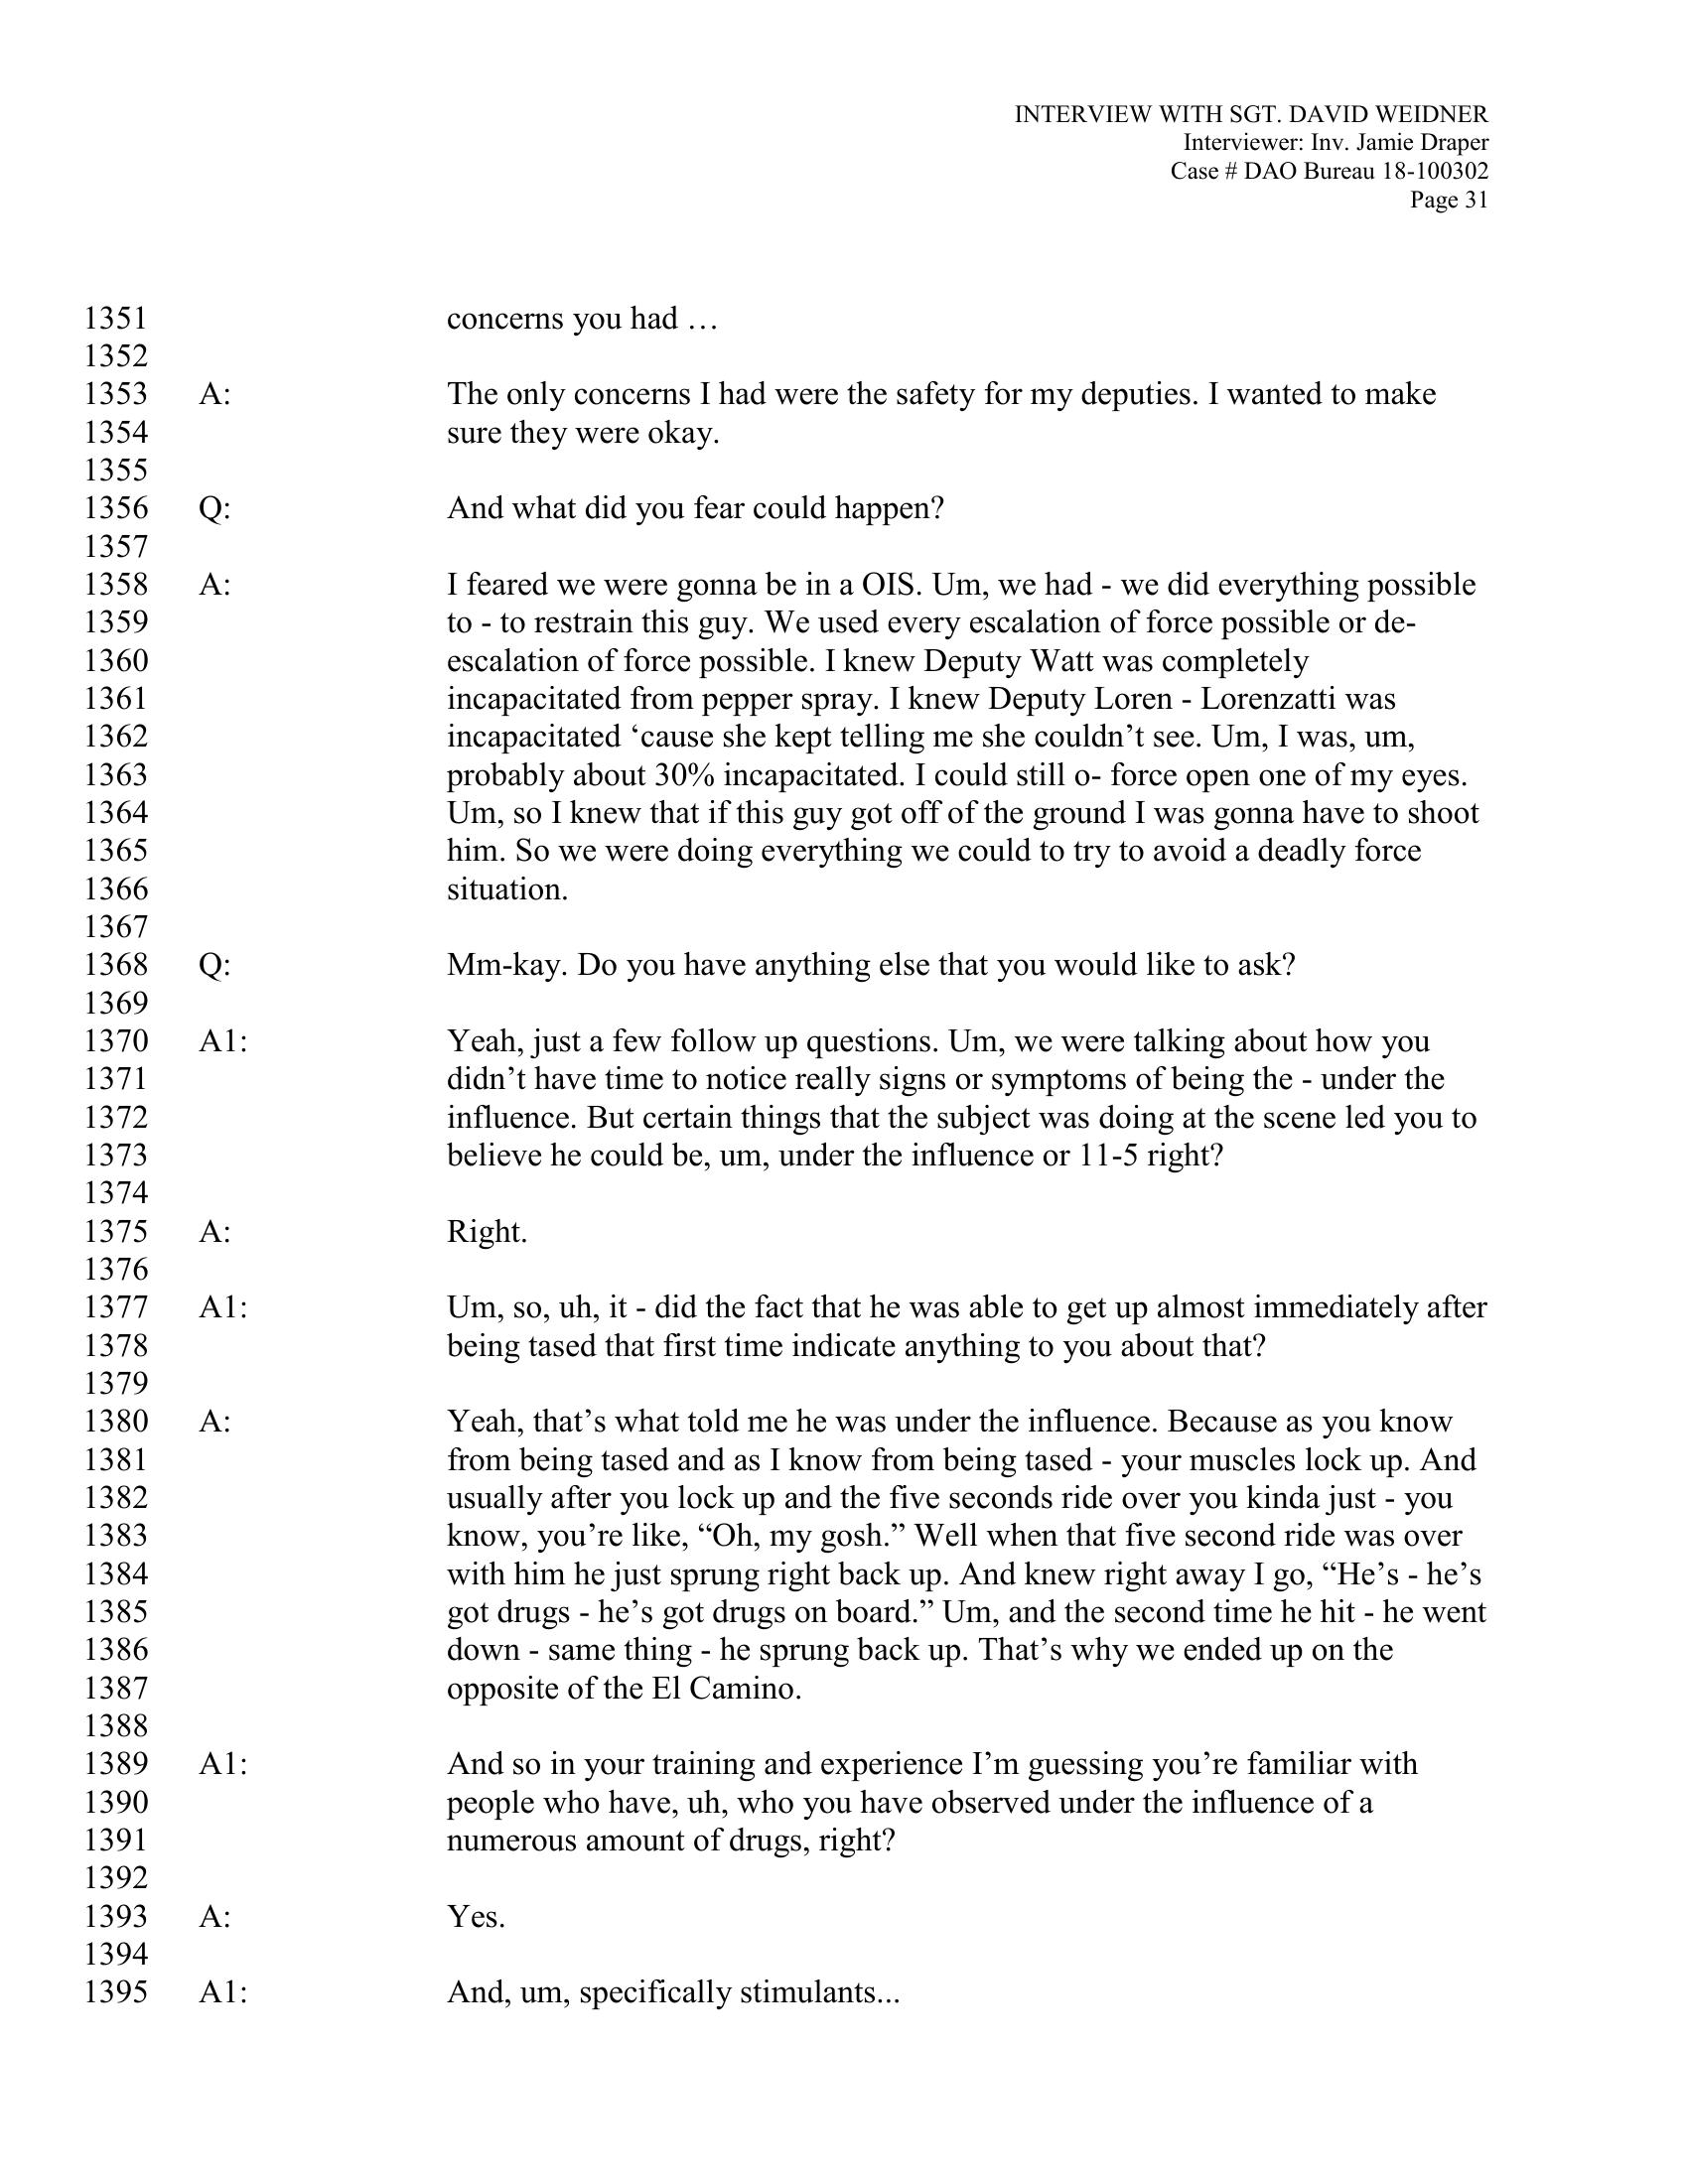 INTERVIEW WITH SGT. DAVID WEIDNER
Interviewer: Inv. Jamie Draper
Case # DAO Bureau 18-100302
Page 31
1351 concerns you had …
1352
1353 A: The only concerns I had were the safety for my deputies. I wanted to make
1354 sure they were okay.
1355
1356 Q: And what did you fear could happen?
1357
1358 A: I feared we were gonna be in a OIS. Um, we had - we did everything possible
1359 to - to restrain this guy. We used every escalation of force possible or de-
1360 escalation of force possible. I knew Deputy Watt was completely
1361 incapacitated from pepper spray. I knew Deputy Loren - Lorenzatti was
1362 incapacitated ‘cause she kept telling me she couldn’t see. Um, I was, um,
1363 probably about 30% incapacitated. I could still o- force open one of my eyes.
1364 Um, so I knew that if this guy got off of the ground I was gonna have to shoot
1365 him. So we were doing everything we could to try to avoid a deadly force
1366 situation.
1367
1368 Q: Mm-kay. Do you have anything else that you would like to ask?
1369
1370 A1: Yeah, just a few follow up questions. Um, we were talking about how you
1371 didn’t have time to notice really signs or symptoms of being the - under the
1372 influence. But certain things that the subject was doing at the scene led you to
1373 believe he could be, um, under the influence or 11-5 right?
1374
1375 A: Right.
1376
1377 A1: Um, so, uh, it - did the fact that he was able to get up almost immediately after
1378 being tased that first time indicate anything to you about that?
1379
1380 A: Yeah, that’s what told me he was under the influence. Because as you know
1381 from being tased and as I know from being tased - your muscles lock up. And
1382 usually after you lock up and the five seconds ride over you kinda just - you
1383 know, you’re like, “Oh, my gosh.” Well when that five second ride was over
1384 with him he just sprung right back up. And knew right away I go, “He’s - he’s
1385 got drugs - he’s got drugs on board.” Um, and the second time he hit - he went
1386 down - same thing - he sprung back up. That’s why we ended up on the
1387 opposite of the El Camino.
1388
1389 A1: And so in your training and experience I’m guessing you’re familiar with
1390 people who have, uh, who you have observed under the influence of a
1391 numerous amount of drugs, right?
1392
1393 A: Yes.
1394
1395 A1: And, um, specifically stimulants...